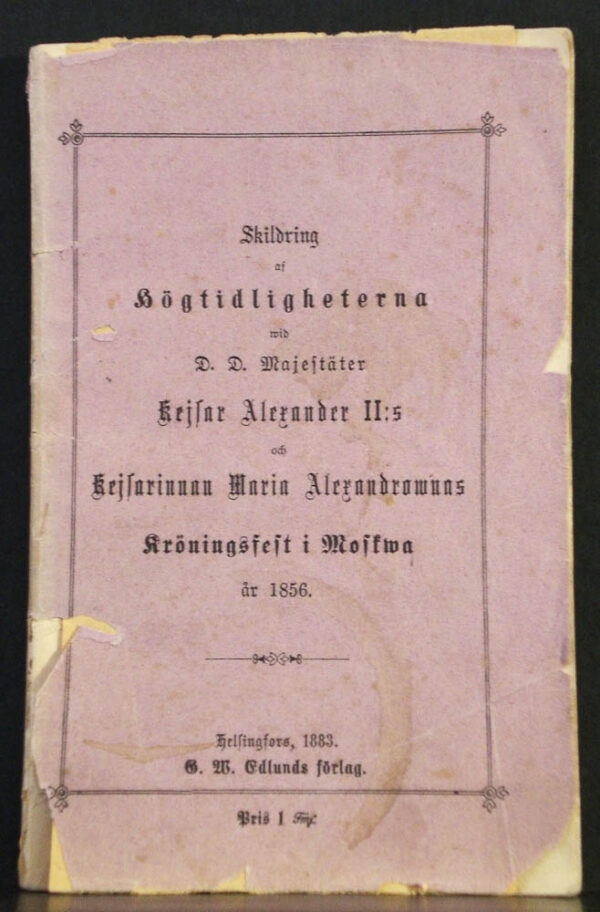 Skildring
af
Högtidligheterna
wid
D. D. Majestäter
Kejsar Alexander II:s
och
Kejsarinnan Maria Alexandrownas
Kröningsfest i Moskwa
år 1856.
Helsingfors, 1883.
G. W. Edlunds förlag.
Pris 1 Fmk.